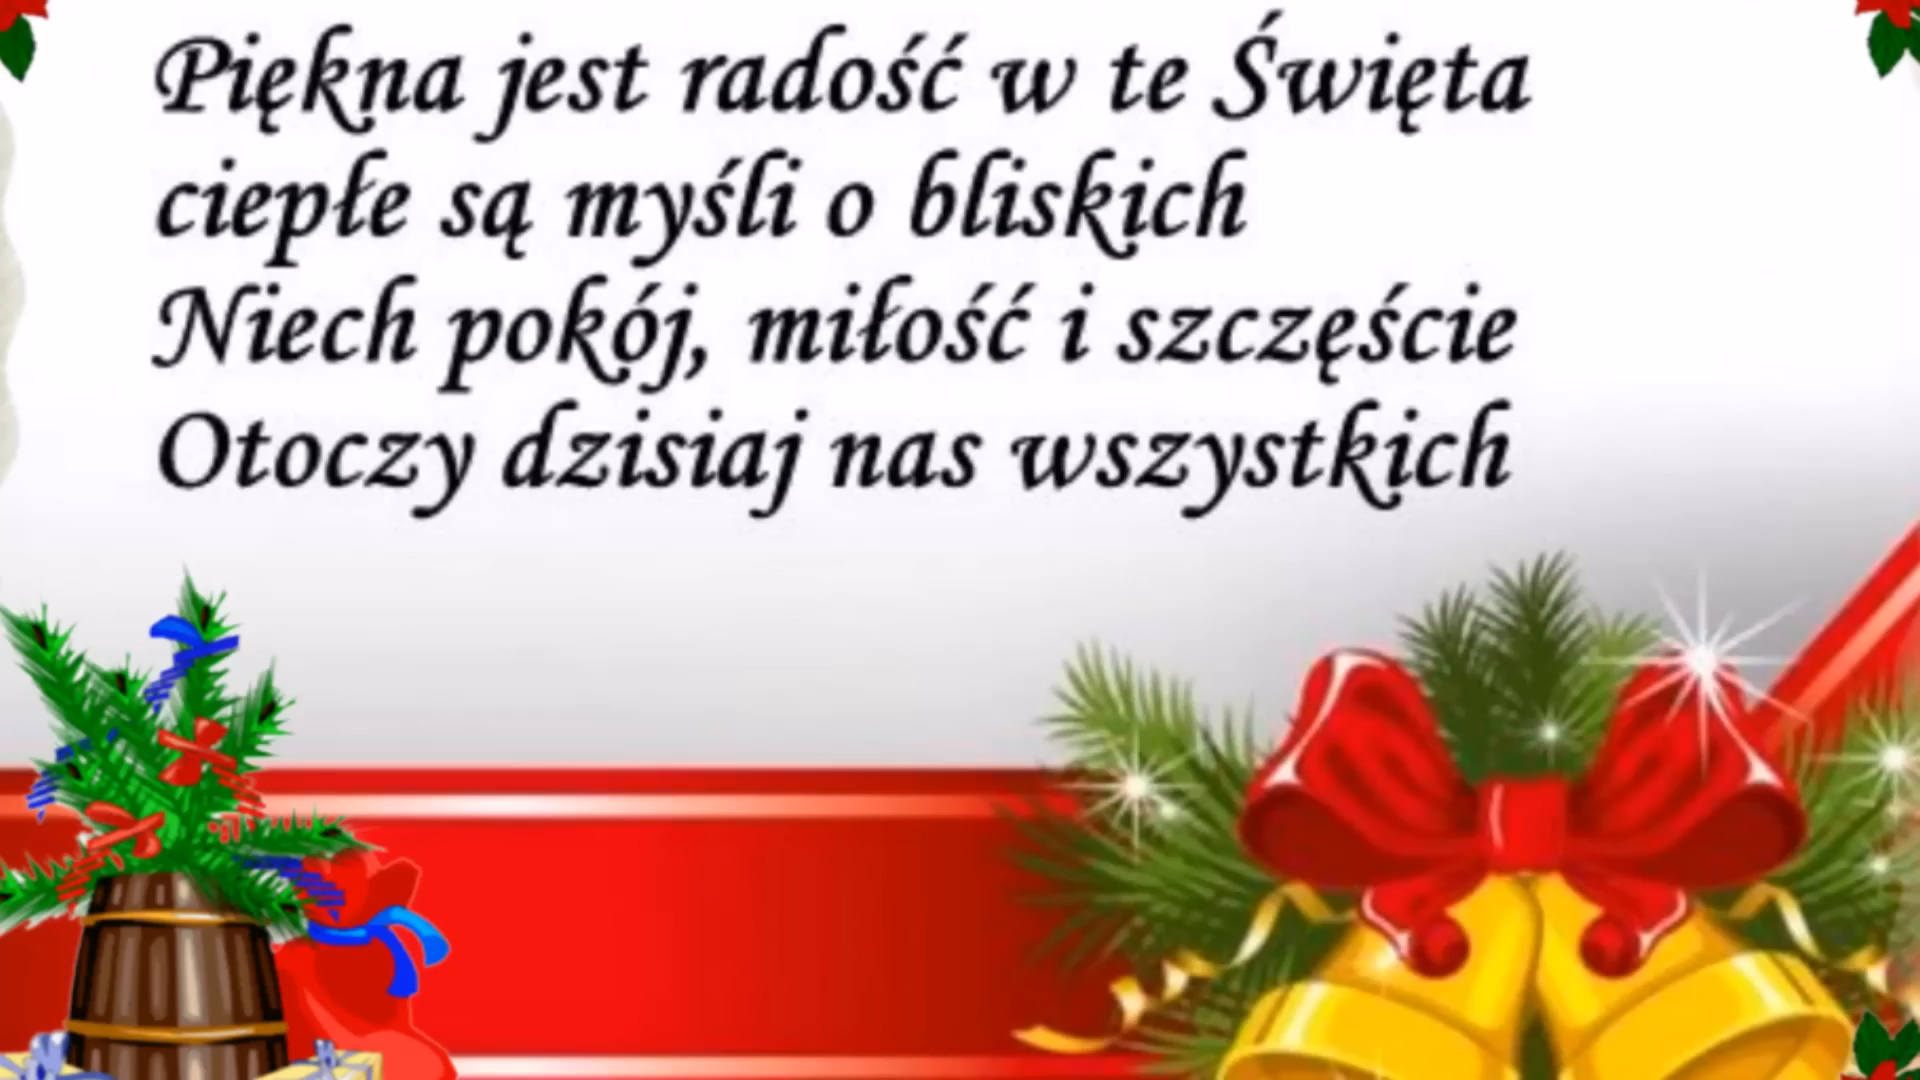 Piękna jest radość w te Święta
ciepłe są myśli o bliskich
Niech pokój, miłość i szczęście
Otoczy dzisiaj nas wszystkich